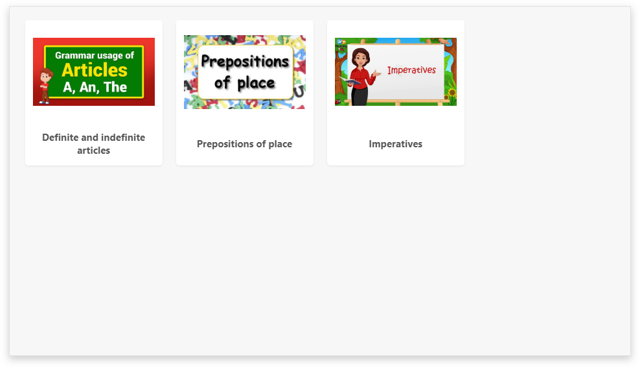 Grammar usage of
Articles
A, An, The
Definite and indefinite
articles
Prepositions
of place
Prepositions of place
Imperatives
Imperatives